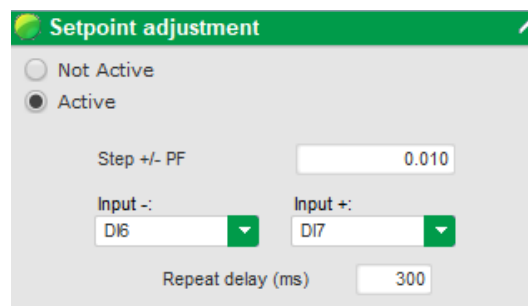 Setpoint adjustment
Not Active
Active
Step +/- PF 0.010
Input -: Input +:
DI6 DI7
Repeat delay (ms) 300